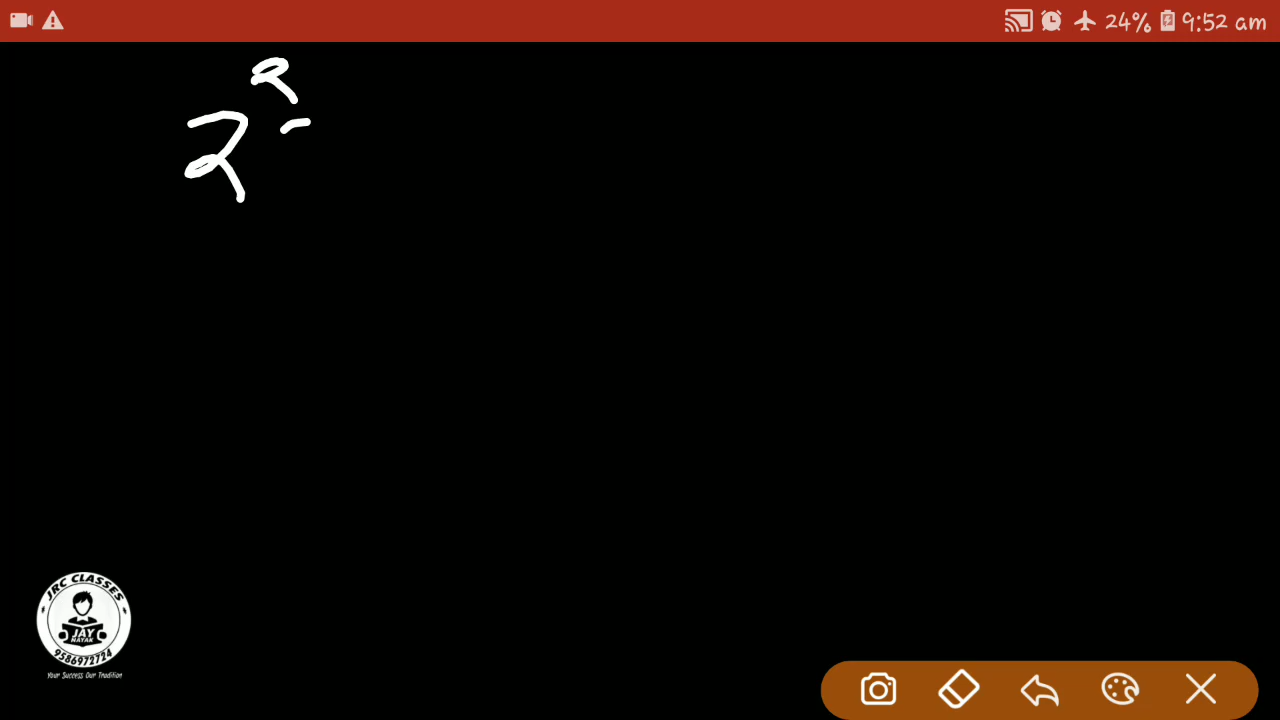 24% 9:52 am
2² -
JRC CLASSES
JAY
NAYAK
9586972724
Your Success Our Tradition